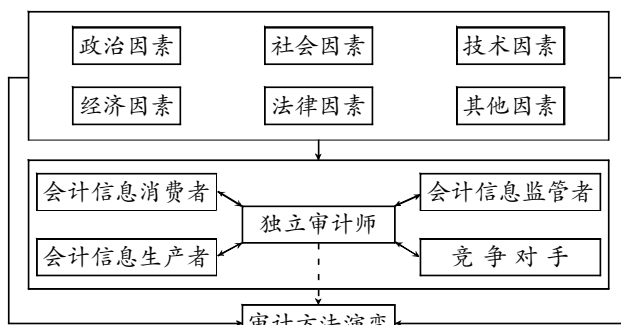 政治因素 社会因素 技术因素
经济因素 法律因素 其他因素
会计信息消费者 会计信息监管者
独立审计师
会计信息生产者 竞争对手
审计方法演变